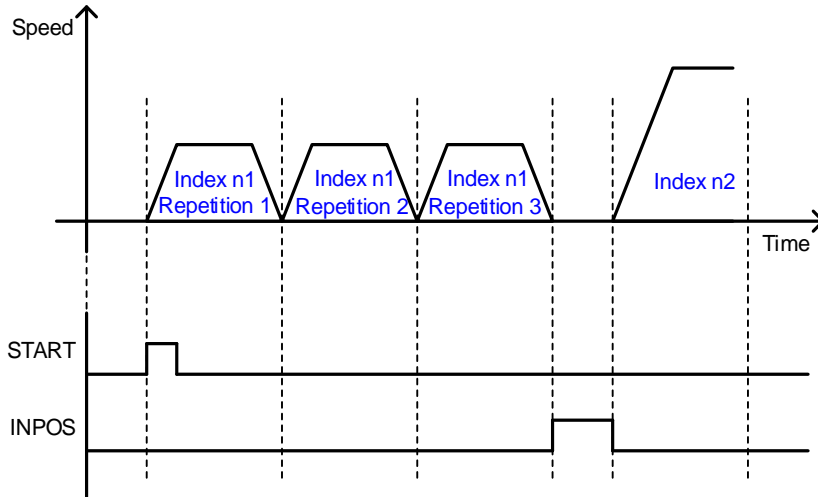 Speed
Index n1
Repetition 1
Index n1
Repetition 2
Index n1
Repetition 3
Index n2
Time
START
INPOS